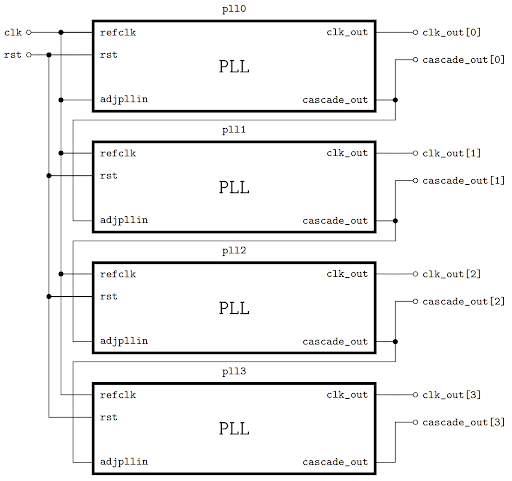 pll0
clk refclk clk_out clk_out[0]
rst rst cascade_out[0]
PLL
adjpllin cascade_out
pll1
refclk clk_out clk_out[1]
rst cascade_out[1]
PLL
adjpllin cascade_out
pll2
refclk clk_out clk_out[2]
rst cascade_out[2]
PLL
adjpllin cascade_out
pll3
refclk clk_out clk_out[3]
rst cascade_out[3]
PLL
adjpllin cascade_out